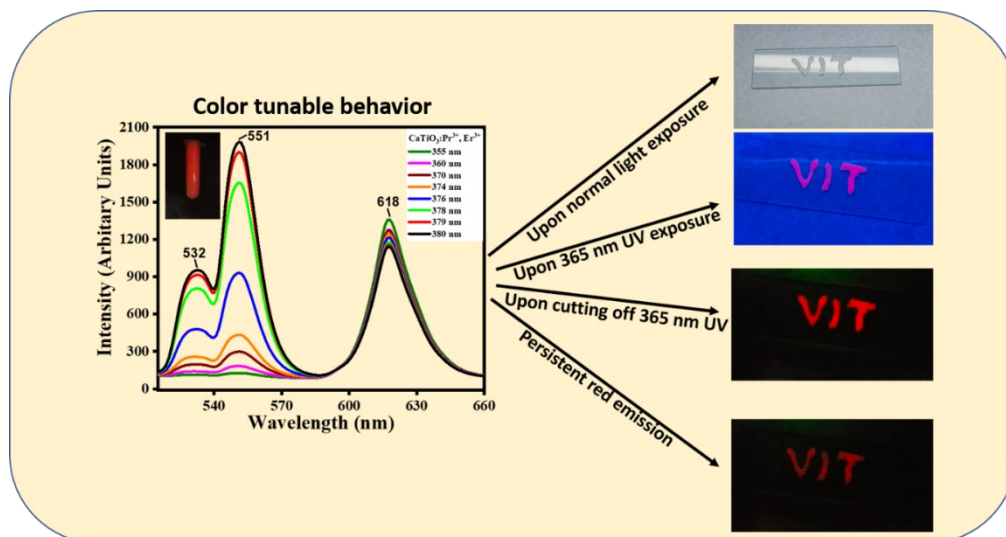 Color tunable behavior
Intensity (Arbitary Units)
2100
1800
1500
1200
900
600
300
0
532
551
618
CaTiO₃:Pr³⁺, Er³⁺
355 nm
360 nm
370 nm
374 nm
376 nm
378 nm
379 nm
380 nm
540
570
600
630
660
Wavelength (nm)
Upon normal light exposure
Upon 365 nm UV exposure
Upon cutting off 365 nm UV
Persistent red emission
VIT
VIT
VIT
VIT